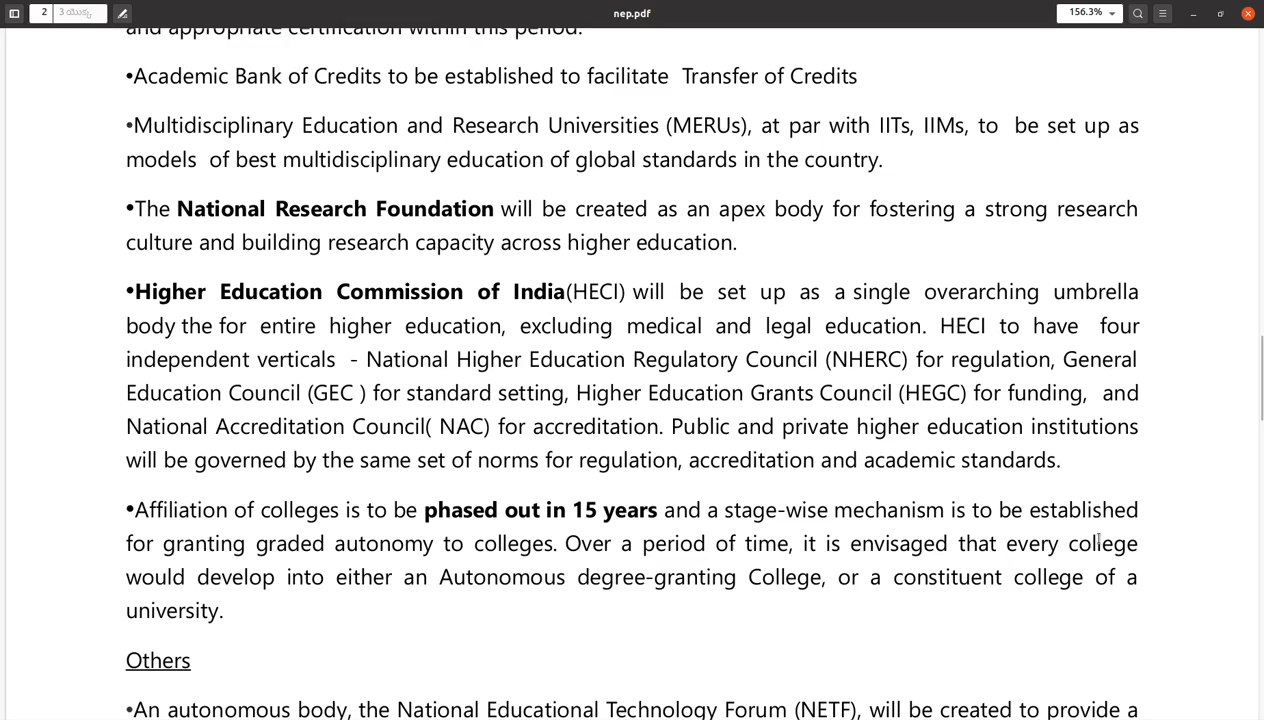 2
3 ಯೊಕ್ಕ
nep.pdf
156.3%
and appropriate certification within this period.
•Academic Bank of Credits to be established to facilitate Transfer of Credits
•Multidisciplinary Education and Research Universities (MERUs), at par with IITs, IIMs, to be set up as
models of best multidisciplinary education of global standards in the country.
•The National Research Foundation will be created as an apex body for fostering a strong research
culture and building research capacity across higher education.
•Higher Education Commission of India(HECI) will be set up as a single overarching umbrella
body the for entire higher education, excluding medical and legal education. HECI to have four
independent verticals - National Higher Education Regulatory Council (NHERC) for regulation, General
Education Council (GEC ) for standard setting, Higher Education Grants Council (HEGC) for funding, and
National Accreditation Council( NAC) for accreditation. Public and private higher education institutions
will be governed by the same set of norms for regulation, accreditation and academic standards.
•Affiliation of colleges is to be phased out in 15 years and a stage-wise mechanism is to be established
for granting graded autonomy to colleges. Over a period of time, it is envisaged that every college
would develop into either an Autonomous degree-granting College, or a constituent college of a
university.
Others
•An autonomous body, the National Educational Technology Forum (NETF), will be created to provide a